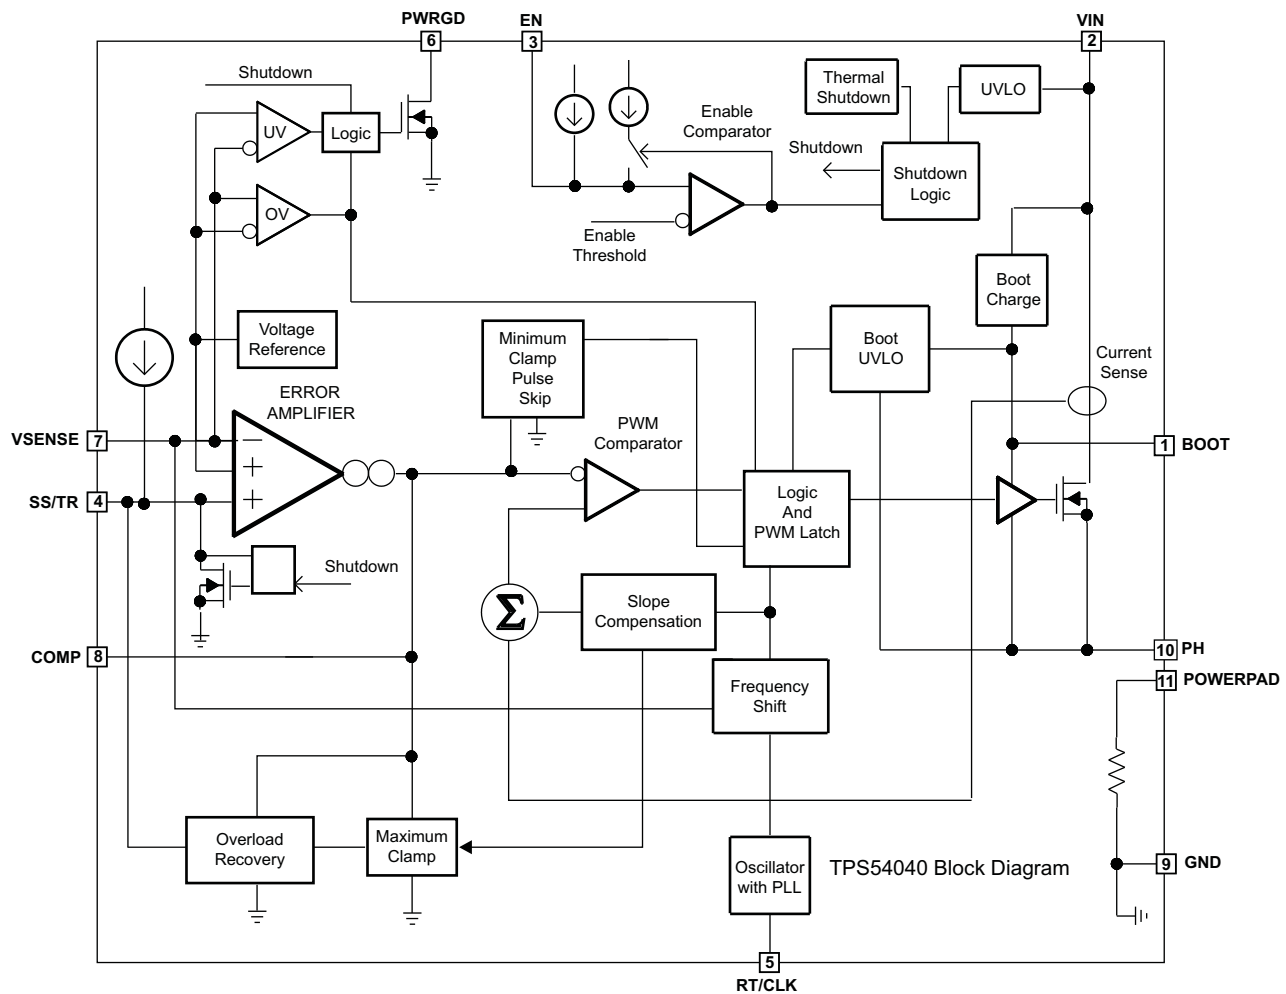 PWRGD
6
EN
3
VIN
2
Shutdown
UV
Logic
OV
Enable
Comparator
Enable
Threshold
Thermal
Shutdown
UVLO
Shutdown
Shutdown
Logic
Boot
Charge
Voltage
Reference
ERROR
AMPLIFIER
Minimum
Clamp
Pulse
Skip
PWM
Comparator
Boot
UVLO
Current
Sense
VSENSE
7
−
+
+
SS/TR
4
1
BOOT
Logic
And
PWM Latch
Shutdown
Σ
Slope
Compensation
COMP
8
10
PH
11
POWERPAD
Frequency
Shift
Overload
Recovery
Maximum
Clamp
Oscillator
with PLL
TPS54040 Block Diagram
9
GND
5
RT/CLK